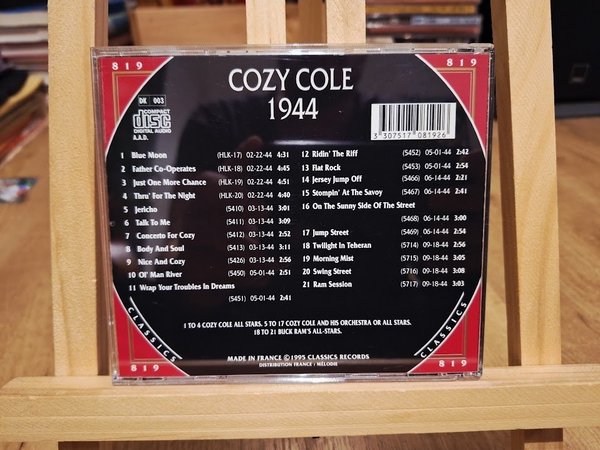 819
819
COZY COLE
1944
DK 003
COMPACT
disc
DIGITAL AUDIO
A.A.D.
3 307517 081926
1 Blue Moon (HLK-17) 02-22-44 4:31
2 Father Co-Operates (HLK-18) 02-22-44 4:45
3 Just One More Chance (HLK-19) 02-22-44 4:51
4 Thru' For The Night (HLK-20) 02-22-44 4:40
5 Jericho (5410) 03-13-44 2:36
6 Talk To Me (5411) 03-13-44 3:09
7 Concerto For Cozy (5412) 03-13-44 2:52
8 Body And Soul (5413) 03-13-44 3:11
9 Nice And Cozy (5426) 03-13-44 2:56
10 Ol' Man River (5450) 05-01-44 2:51
11 Wrap Your Troubles In Dreams
(5451) 05-01-44 2:41
12 Ridin' The Riff (5452) 05-01-44 2:42
13 Flat Rock (5453) 05-01-44 2:54
14 Jersey Jump Off (5466) 06-14-44 2:21
15 Stompin' At The Savoy (5467) 06-14-44 2:41
16 On The Sunny Side Of The Street
(5468) 06-14-44 3:00
17 Jump Street (5469) 06-14-44 2:54
18 Twilight In Teheran (5714) 09-18-44 2:56
19 Morning Mist (5715) 09-18-44 3:05
20 Swing Street (5716) 09-18-44 3:08
21 Ram Session (5717) 09-18-44 3:03
1 TO 4 COZY COLE ALL STARS. 5 TO 17 COZY COLE AND HIS ORCHESTRA OR ALL STARS.
18 TO 21 BUCK RAM'S ALL-STARS.
CLASSICS
CLASSICS
MADE IN FRANCE © 1995 CLASSICS RECORDS
DISTRIBUTION FRANCE / MÉLODIE
819
819